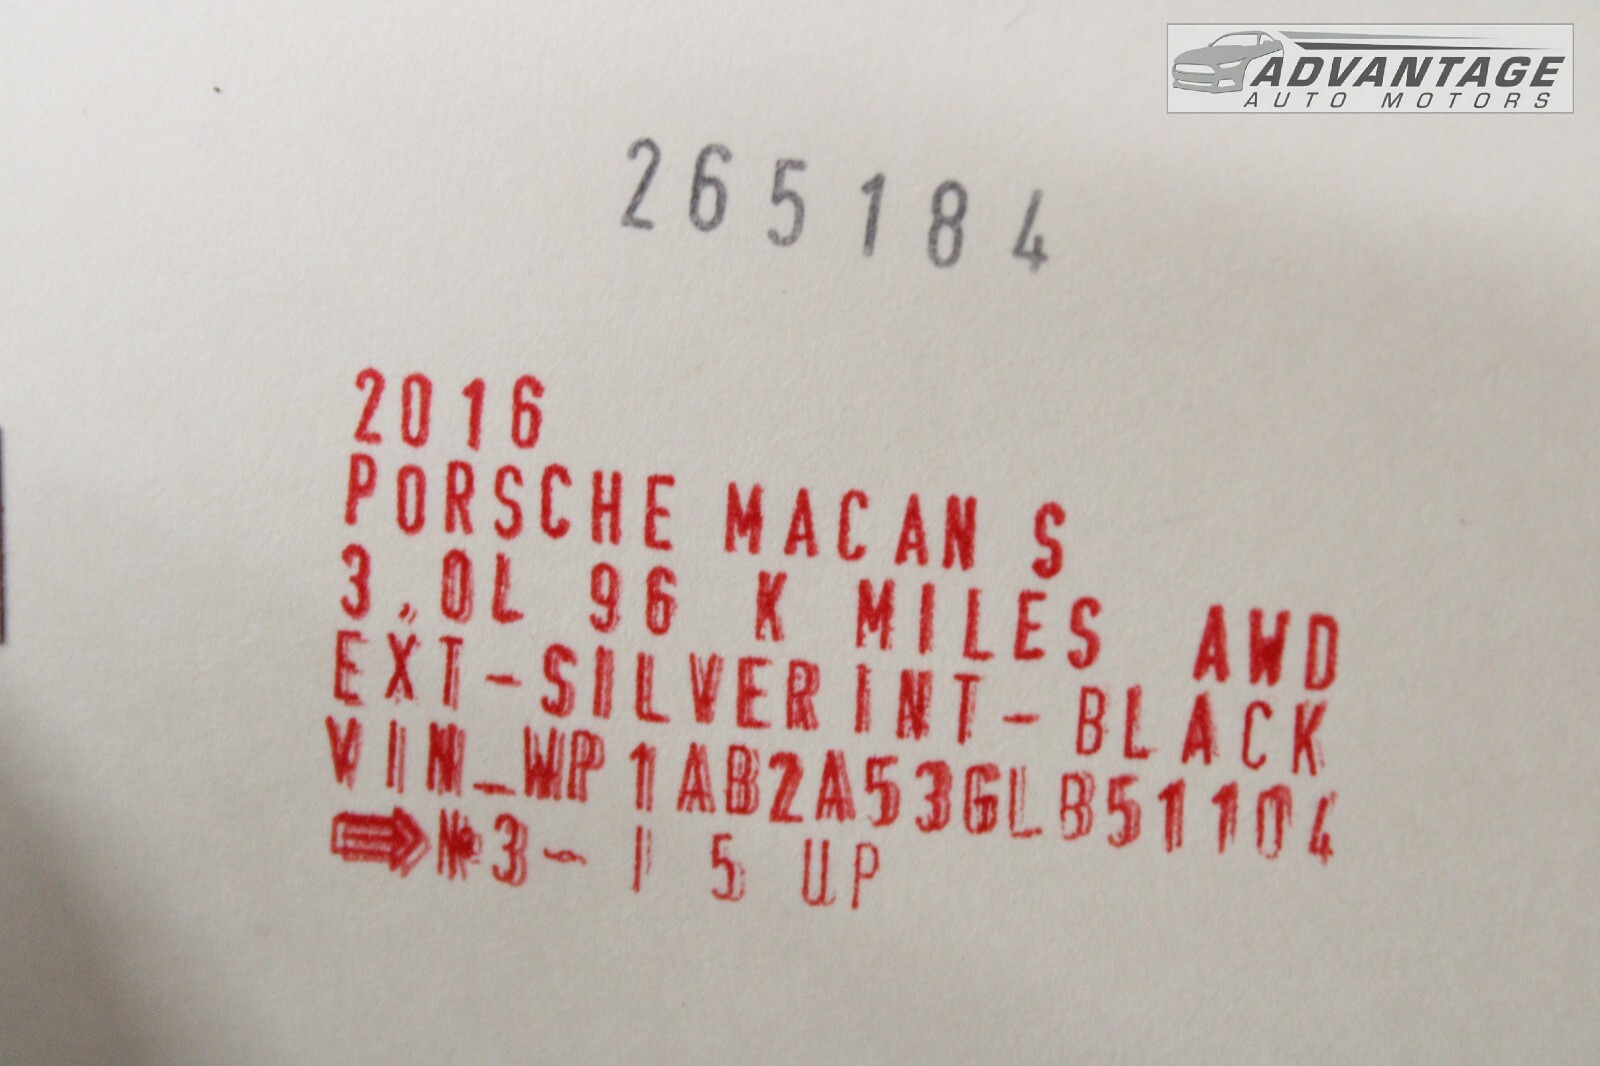 ADVANTAGE
AUTO MOTORS
265184
2016
PORSCHE MACAN S
3.0L 96 K MILES AWD
EXT-SILVER INT-BLACK
VIN_WP1AB2A53GLB51104
⇨ № 3 - 15 UP